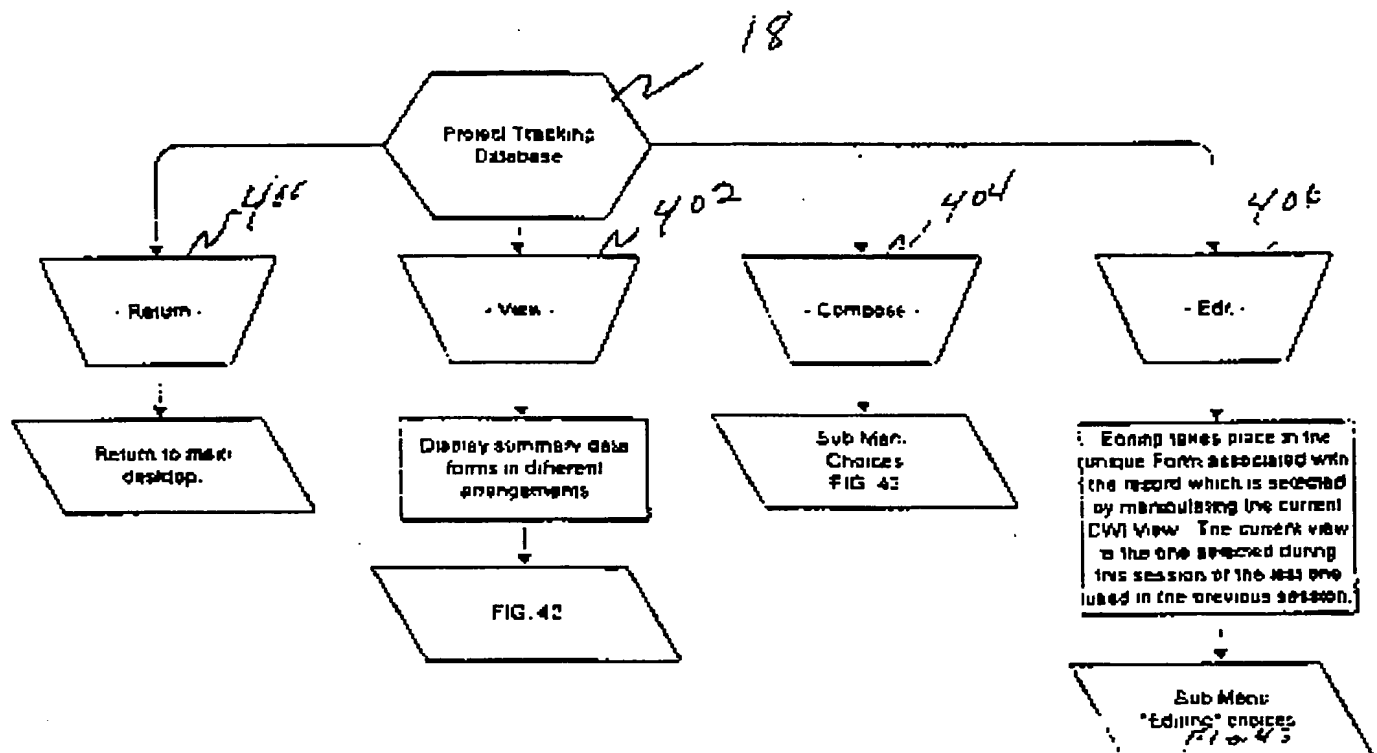 18
Project Tracking
Database
402
404
406
- Return -
- View -
- Compose -
- Edit -
Return to main
desktop.
Display summary data
forms in different
arrangements
Sub Menu
Choices
FIG. 43
Editing takes place in the
unique Form associated with
the record which is selected
by manipulating the current
DWI View. The current view
is the one selected during
this session or the last one
used in the previous session.
FIG. 42
Sub Menu
"Editing" choices